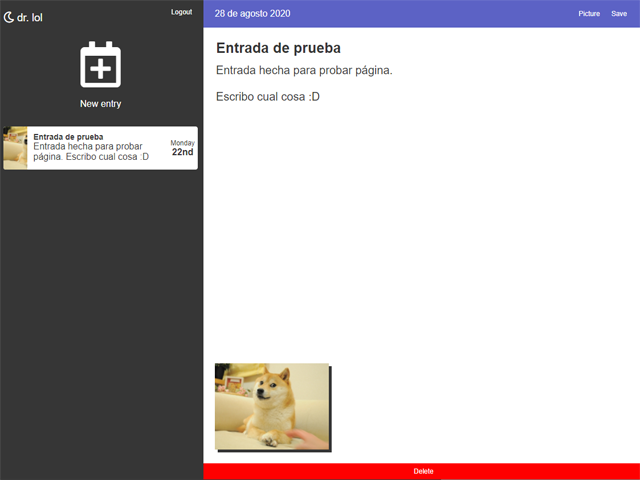 dr. lol
Logout
New entry
Entrada de prueba
Entrada hecha para probar
página. Escribo cual cosa :D
Monday
22nd
28 de agosto 2020
Picture
Save
Entrada de prueba
Entrada hecha para probar página.
Escribo cual cosa :D
Delete